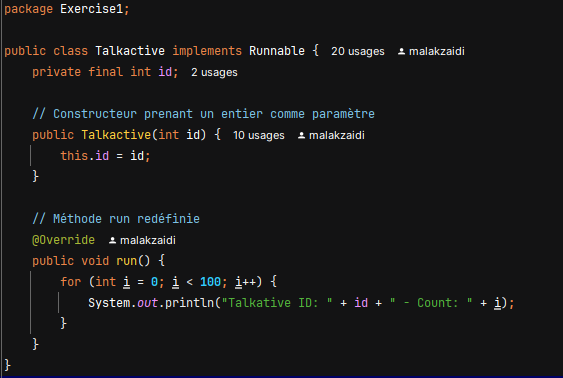 package Exercise1;
public class Talkactive implements Runnable { 20 usages malakzaidi
private final int id; 2 usages
// Constructeur prenant un entier comme paramètre
public Talkactive(int id) { 10 usages malakzaidi
this.id = id;
}
// Méthode run redéfinie
@Override malakzaidi
public void run() {
for (int i = 0; i < 100; i++) {
System.out.println("Talkative ID: " + id + " - Count: " + i);
}
}
}